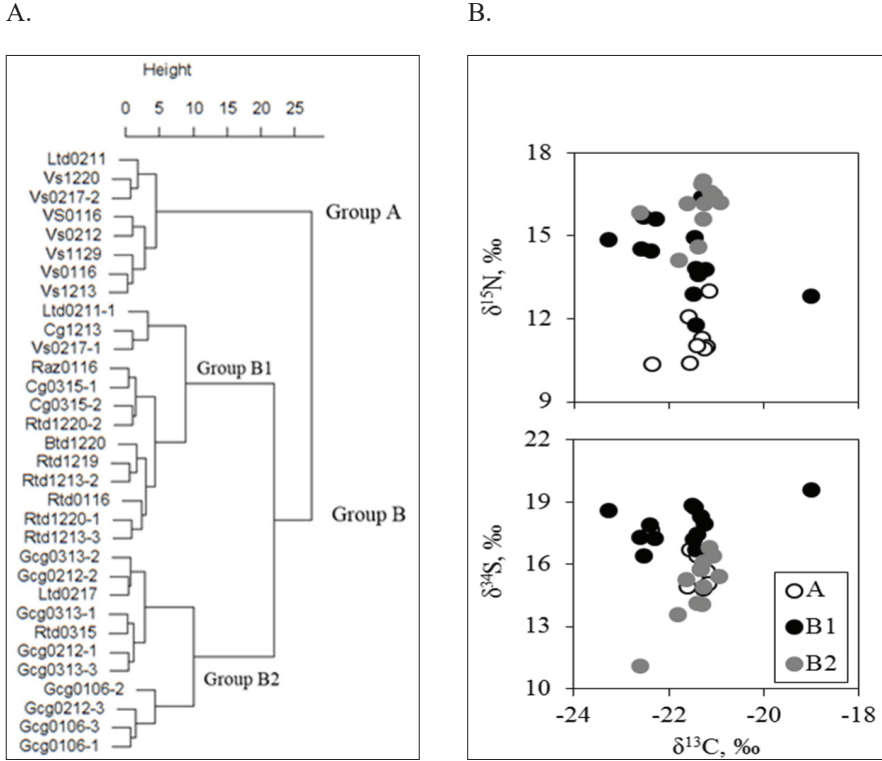 A.
Height
0 5 10 15 20 25
Ltd0211
Vs1220
Vs0217-2
VS0116
Vs0212
Vs1129
Vs0116
Vs1213
Ltd0211-1
Cg1213
Vs0217-1
Raz0116
Cg0315-1
Cg0315-2
Rtd1220-2
Btd1220
Rtd1219
Rtd1213-2
Rtd0116
Rtd1220-1
Rtd1213-3
Gcg0313-2
Gcg0212-2
Ltd0217
Gcg0313-1
Rtd0315
Gcg0212-1
Gcg0313-3
Gcg0106-2
Gcg0212-3
Gcg0106-3
Gcg0106-1
Group A
Group B1
Group B
Group B2
B.
18
15
12
9
δ15N, ‰
22
19
16
13
10
δ34S, ‰
A
B1
B2
-24 -22 -20 -18
δ13C, ‰